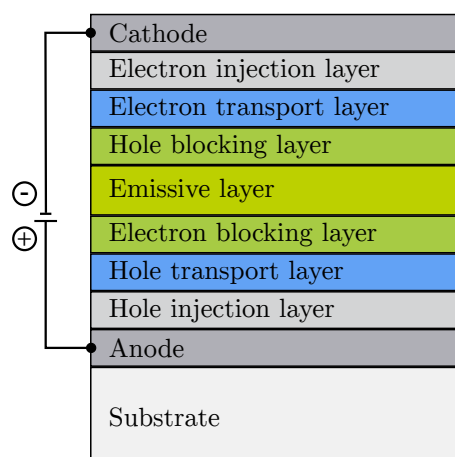 Cathode
Electron injection layer
Electron transport layer
Hole blocking layer
Emissive layer
-
+
Electron blocking layer
Hole transport layer
Hole injection layer
Anode
Substrate